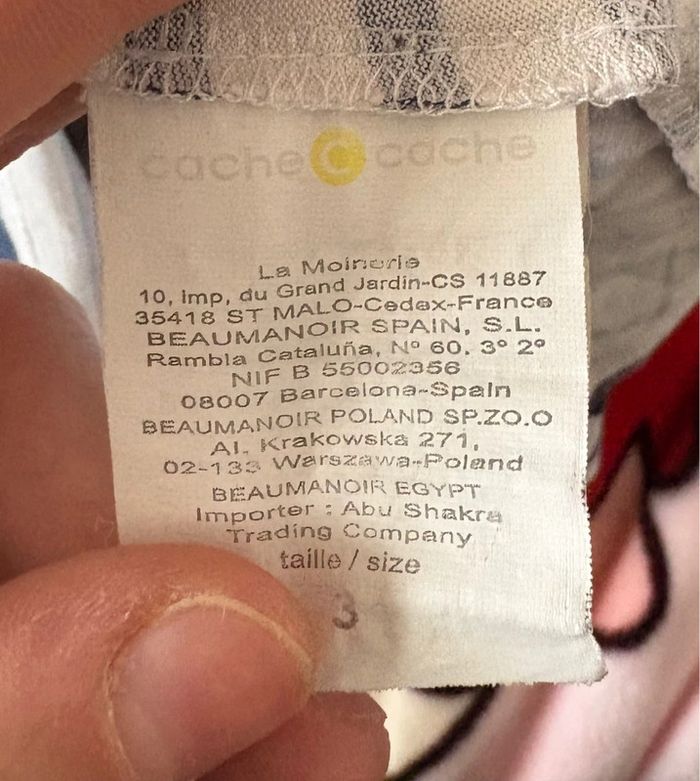 cache c cache
La Moinerie
10, Imp, du Grand Jardin-CS 11887
35418 ST MALO-Cedex-France
BEAUMANOIR SPAIN, S.L.
Rambla Cataluña, Nº 60. 3º 2º
NIF B 55002356
08007 Barcelona-Spain
BEAUMANOIR POLAND SP.ZO.O
Al. Krakowska 271,
02-133 Warszawa-Poland
BEAUMANOIR EGYPT
Importer : Abu Shakra
Trading Company
taille / size
3